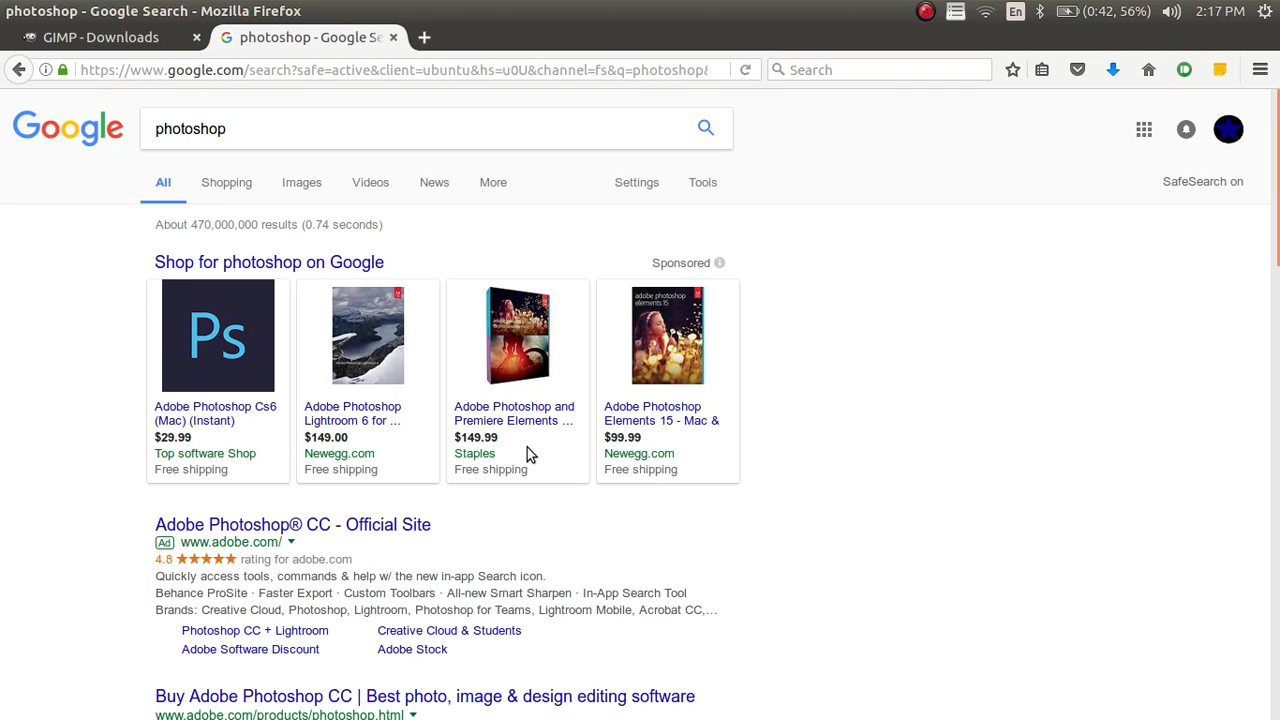 photoshop - Google Search - Mozilla Firefox
En
(0:42, 56%)
2:17 PM
GIMP - Downloads
photoshop - Google Se
https://www.google.com/search?safe=active&client=ubuntu&hs=u0U&channel=fs&q=photoshop&
Search
Google
photoshop
All
Shopping
Images
Videos
News
More
Settings
Tools
SafeSearch on
About 470,000,000 results (0.74 seconds)
Shop for photoshop on Google
Sponsored
Ps
Adobe Photoshop Cs6
(Mac) (Instant)
$29.99
Top software Shop
Free shipping
Adobe Photoshop
Lightroom 6 for ...
$149.00
Newegg.com
Free shipping
Adobe Photoshop and
Premiere Elements ...
$149.99
Staples
Free shipping
adobe photoshop
elements 15
Adobe Photoshop
Elements 15 - Mac &
$99.99
Newegg.com
Free shipping
Adobe Photoshop® CC - Official Site
Ad www.adobe.com/
4.8 ★★★★★ rating for adobe.com
Quickly access tools, commands & help w/ the new in-app Search icon.
Behance ProSite · Faster Export · Custom Toolbars · All-new Smart Sharpen · In-App Search Tool
Brands: Creative Cloud, Photoshop, Lightroom, Photoshop for Teams, Lightroom Mobile, Acrobat CC,…
Photoshop CC + Lightroom
Creative Cloud & Students
Adobe Software Discount
Adobe Stock
Buy Adobe Photoshop CC | Best photo, image & design editing software
www.adobe.com/products/photoshop.html